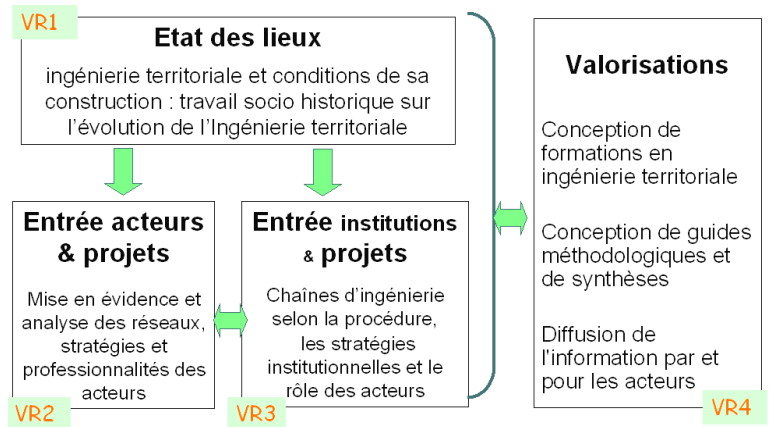 VR1
Etat des lieux
ingénierie territoriale et conditions de sa
construction : travail socio historique sur
l'évolution de l'Ingénierie territoriale
Entrée acteurs
& projets
Mise en évidence et
analyse des réseaux,
stratégies et
professionnalités des
acteurs
VR2
Entrée institutions
& projets
Chaînes d'ingénierie
selon la procédure,
les stratégies
institutionnelles et le
rôle des acteurs
VR3
Valorisations
Conception de
formations en
ingénierie territoriale
Conception de guides
méthodologiques et
de synthèses
Diffusion de
l'information par et
pour les acteurs
VR4